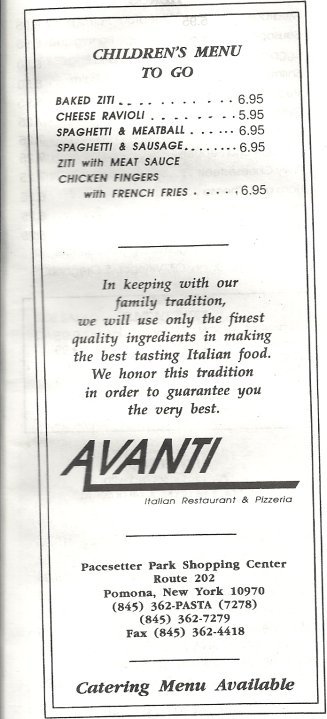 CHILDREN'S MENU
TO GO
BAKED ZITI . . . . . . . . . . 6.95
CHEESE RAVIOLI . . . . . . . 5.95
SPAGHETTI & MEATBALL . . . . . . 6.95
SPAGHETTI & SAUSAGE........ 6.95
ZITI with MEAT SAUCE
CHICKEN FINGERS
with FRENCH FRIES . . . . . 6.95
In keeping with our
family tradition,
we will use only the finest
quality ingredients in making
the best tasting Italian food.
We honor this tradition
in order to guarantee you
the very best.
AVANTI
Italian Restaurant & Pizzeria
Pacesetter Park Shopping Center
Route 202
Pomona, New York 10970
(845) 362-PASTA (7278)
(845) 362-7279
Fax (845) 362-4418
Catering Menu Available